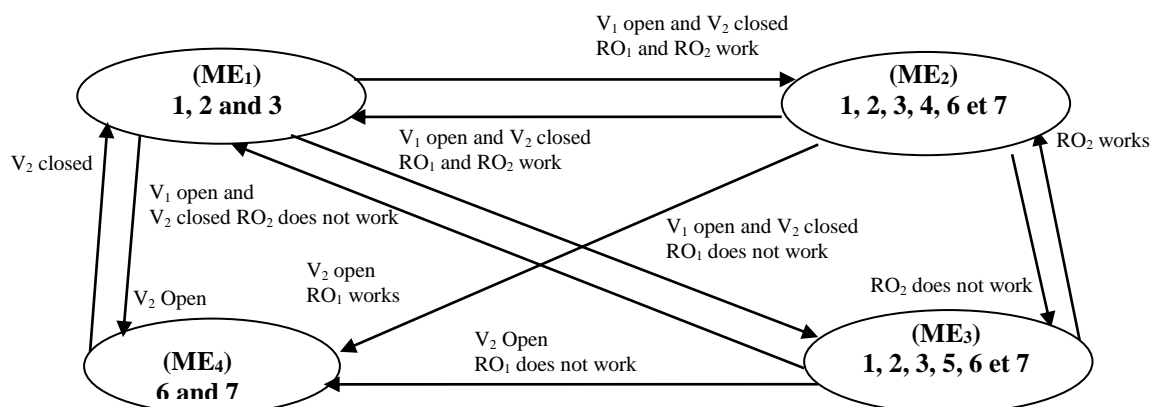 V₁ open and V₂ closed
RO₁ and RO₂ work
(ME₁)
1, 2 and 3
(ME₂)
1, 2, 3, 4, 6 et 7
V₁ open and V₂ closed
RO₁ and RO₂ work
V₂ closed
RO₂ works
V₁ open and
V₂ closed RO₂ does not work
V₁ open and V₂ closed
RO₁ does not work
V₂ open
RO₁ works
RO₂ does not work
V₂ Open
V₂ Open
RO₁ does not work
(ME₃)
1, 2, 3, 5, 6 et 7
(ME₄)
6 and 7